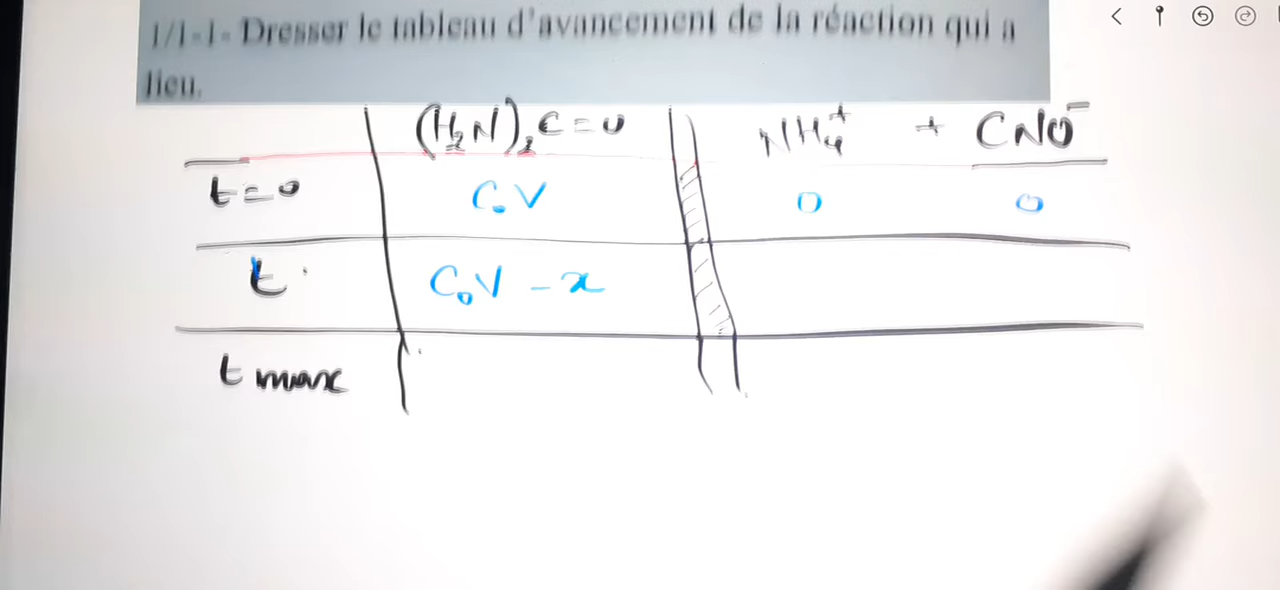 1/1-1- Dresser le tableau d'avancement de la réaction qui a
lieu.
(H₂N)₂C=O NH₄⁺ + CNO⁻
t=0 C₀V 0 0
t C₀V - x
t max